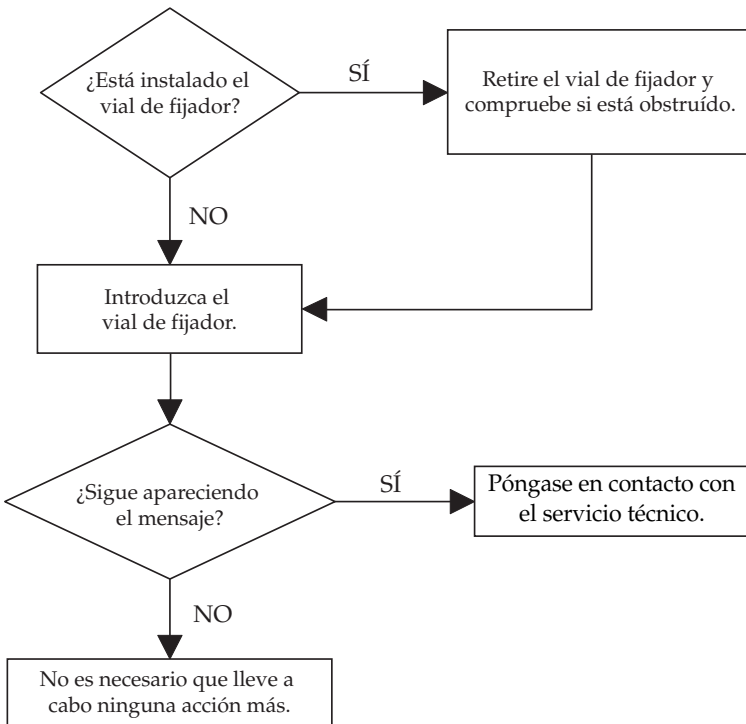 ¿Está instalado el
vial de fijador?
SÍ
Retire el vial de fijador y
compruebe si está obstruído.
NO
Introduzca el
vial de fijador.
¿Sigue apareciendo
el mensaje?
SÍ
Póngase en contacto con
el servicio técnico.
NO
No es necesario que lleve a
cabo ninguna acción más.